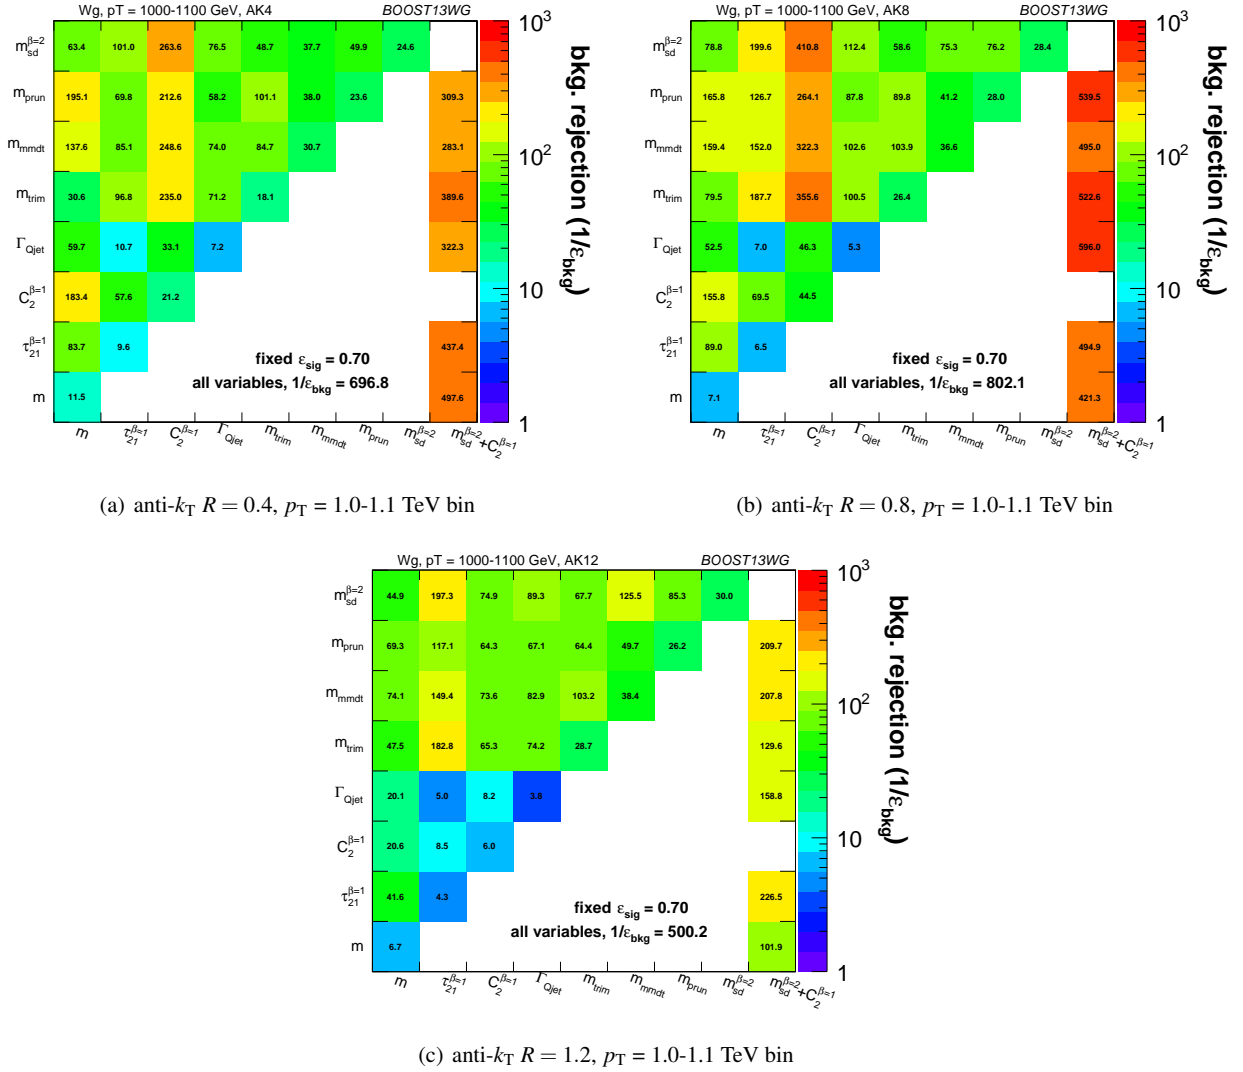 Wg, pT = 1000-1100 GeV, AK4 BOOST13WG
m_sd^β=2 63.4 101.0 263.6 76.5 48.7 37.7 49.9 24.6
m_prun 195.1 69.8 212.6 58.2 101.1 38.0 23.6 309.3
m_mmdt 137.6 85.1 248.6 74.0 84.7 30.7 283.1
m_trim 30.6 96.8 235.0 71.2 18.1 389.6
Γ_Qjet 59.7 10.7 33.1 7.2 322.3
C_2^β=1 183.4 57.6 21.2
τ_21^β=1 83.7 9.6 437.4
m 11.5 497.6
fixed ε_sig = 0.70
all variables, 1/ε_bkg = 696.8
m τ_21^β=1 C_2^β=1 Γ_Qjet m_trim m_mmdt m_prun m_sd^β=2 m_sd^β=2+C_2^β=1
10^3
10^2
10
1
bkg. rejection (1/ε_bkg)
(a) anti-k_T R = 0.4, p_T = 1.0-1.1 TeV bin
Wg, pT = 1000-1100 GeV, AK8 BOOST13WG
m_sd^β=2 78.8 199.6 410.8 112.4 58.6 75.3 76.2 28.4
m_prun 165.8 126.7 264.1 87.8 89.8 41.2 28.0 539.5
m_mmdt 159.4 152.0 322.3 102.6 103.9 36.6 495.0
m_trim 79.5 187.7 355.6 100.5 26.4 522.6
Γ_Qjet 52.5 7.0 46.3 5.3 596.0
C_2^β=1 155.8 69.5 44.5
τ_21^β=1 89.0 6.5 494.9
m 7.1 421.3
fixed ε_sig = 0.70
all variables, 1/ε_bkg = 802.1
m τ_21^β=1 C_2^β=1 Γ_Qjet m_trim m_mmdt m_prun m_sd^β=2 m_sd^β=2+C_2^β=1
10^3
10^2
10
1
bkg. rejection (1/ε_bkg)
(b) anti-k_T R = 0.8, p_T = 1.0-1.1 TeV bin
Wg, pT = 1000-1100 GeV, AK12 BOOST13WG
m_sd^β=2 44.9 197.3 74.9 89.3 67.7 125.5 85.3 30.0
m_prun 69.3 117.1 64.3 67.1 64.4 49.7 26.2 209.7
m_mmdt 74.1 149.4 73.6 82.9 103.2 38.4 207.8
m_trim 47.5 182.8 65.3 74.2 28.7 129.6
Γ_Qjet 20.1 5.0 8.2 3.8 158.8
C_2^β=1 20.6 8.5 6.0
τ_21^β=1 41.6 4.3 226.5
m 6.7 101.9
fixed ε_sig = 0.70
all variables, 1/ε_bkg = 500.2
m τ_21^β=1 C_2^β=1 Γ_Qjet m_trim m_mmdt m_prun m_sd^β=2 m_sd^β=2+C_2^β=1
10^3
10^2
10
1
bkg. rejection (1/ε_bkg)
(c) anti-k_T R = 1.2, p_T = 1.0-1.1 TeV bin